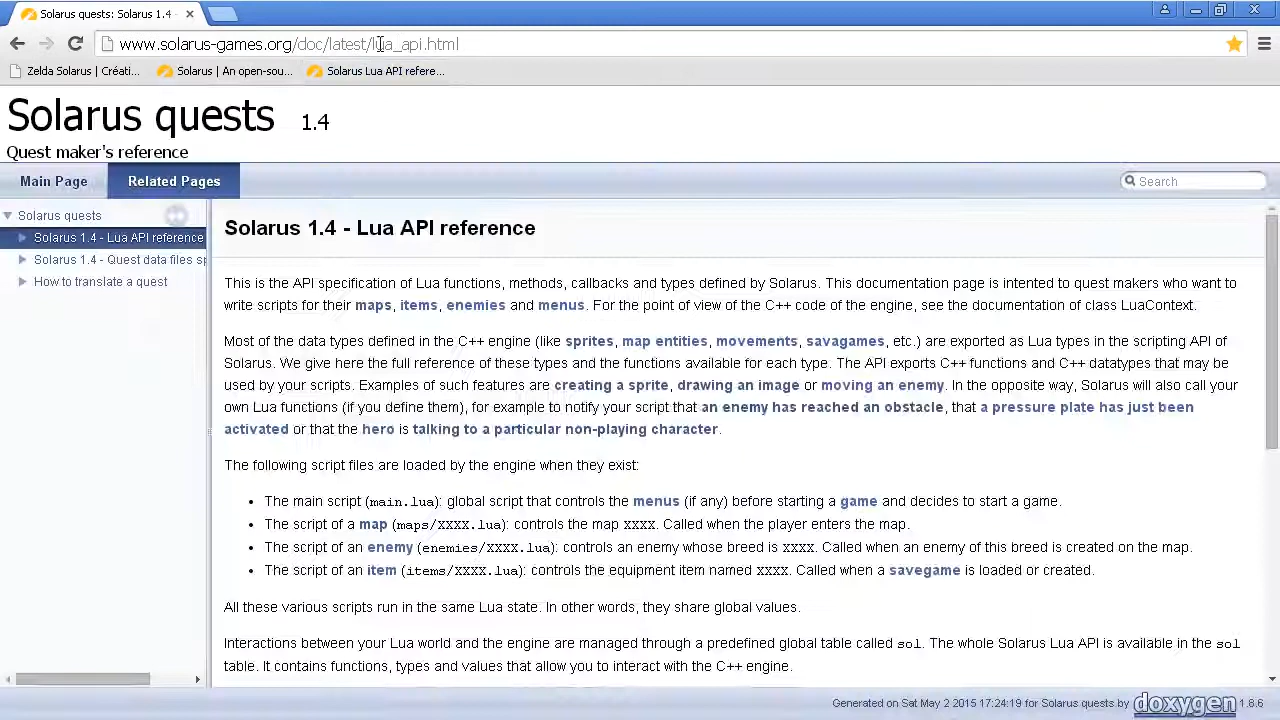 Solarus quests: Solarus 1.4 -
www.solarus-games.org/doc/latest/lua_api.html
Zelda Solarus | Créati...
Solarus | An open-sou...
Solarus Lua API refere...
Solarus quests 1.4
Quest maker's reference
Main Page
Related Pages
Search
Solarus quests
Solarus 1.4 - Lua API reference
Solarus 1.4 - Quest data files sp
How to translate a quest
Solarus 1.4 - Lua API reference
This is the API specification of Lua functions, methods, callbacks and types defined by Solarus. This documentation page is intented to quest makers who want to
write scripts for their maps, items, enemies and menus. For the point of view of the C++ code of the engine, see the documentation of class LuaContext.
Most of the data types defined in the C++ engine (like sprites, map entities, movements, savagames, etc.) are exported as Lua types in the scripting API of
Solarus. We give here the full reference of these types and the functions available for each type. The API exports C++ functions and C++ datatypes that may be
used by your scripts. Examples of such features are creating a sprite, drawing an image or moving an enemy. In the opposite way, Solarus will also call your
own Lua functions (if you define them), for example to notify your script that an enemy has reached an obstacle, that a pressure plate has just been
activated or that the hero is talking to a particular non-playing character.
The following script files are loaded by the engine when they exist:
• The main script (main.lua): global script that controls the menus (if any) before starting a game and decides to start a game.
• The script of a map (maps/XXXX.lua): controls the map XXXX. Called when the player enters the map.
• The script of an enemy (enemies/XXXX.lua): controls an enemy whose breed is XXXX. Called when an enemy of this breed is created on the map.
• The script of an item (items/XXXX.lua): controls the equipment item named XXXX. Called when a savegame is loaded or created.
All these various scripts run in the same Lua state. In other words, they share global values.
Interactions between your Lua world and the engine are managed through a predefined global table called sol. The whole Solarus Lua API is available in the sol
table. It contains functions, types and values that allow you to interact with the C++ engine.
Generated on Sat May 2 2015 17:24:19 for Solarus quests by doxygen 1.8.6